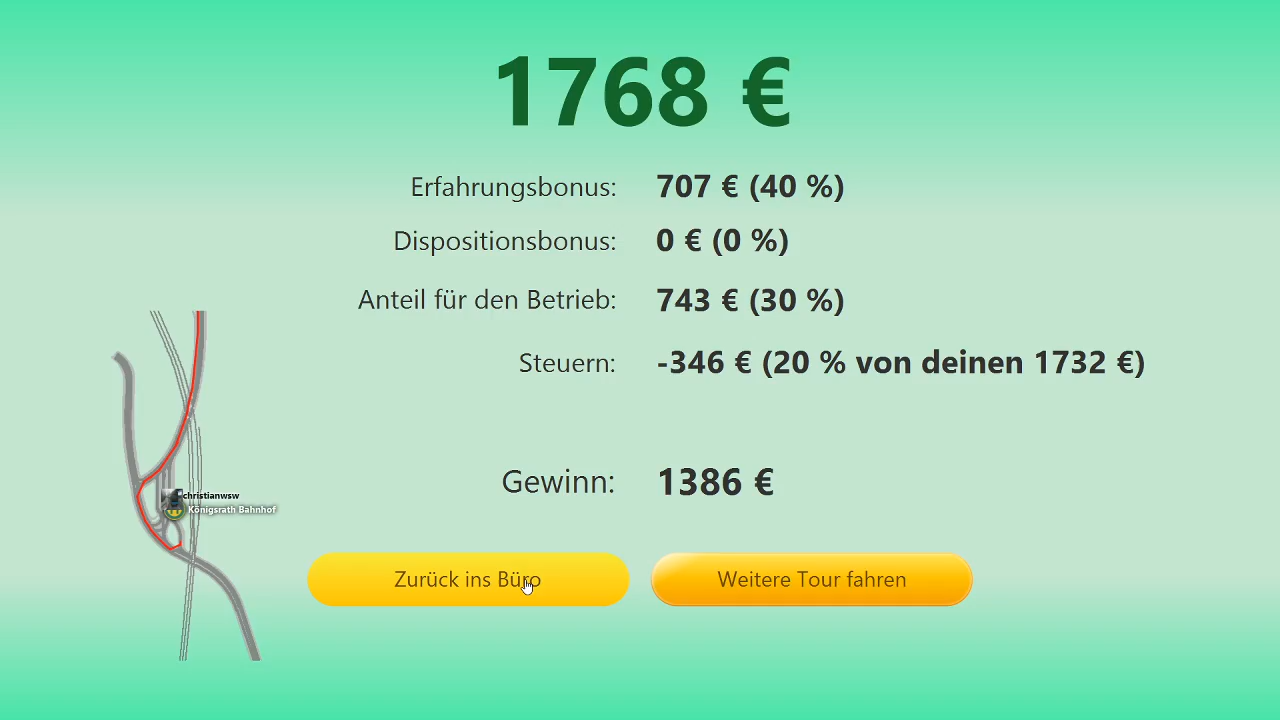 1768 €
Erfahrungsbonus: 707 € (40 %)
Dispositionsbonus: 0 € (0 %)
Anteil für den Betrieb: 743 € (30 %)
Steuern: -346 € (20 % von deinen 1732 €)
christianwsw
Königsrath Bahnhof
Gewinn: 1386 €
Zurück ins Büro
Weitere Tour fahren